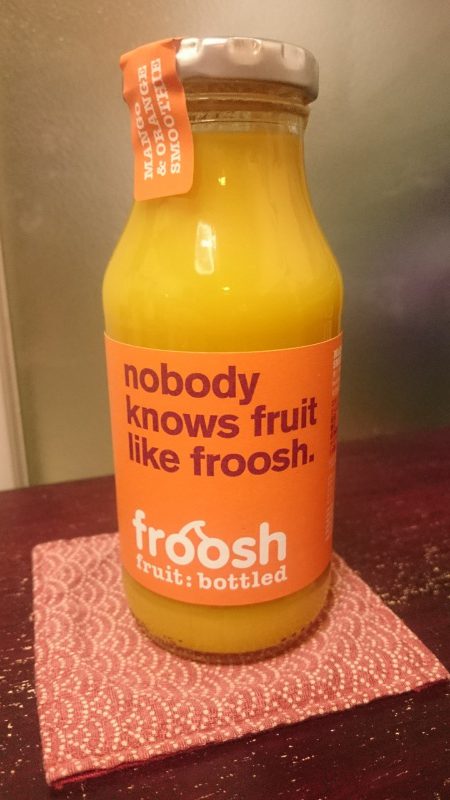 MANGO
& ORANGE
SMOOTHIE
nobody
knows fruit
like froosh.
froosh
fruit: bottled